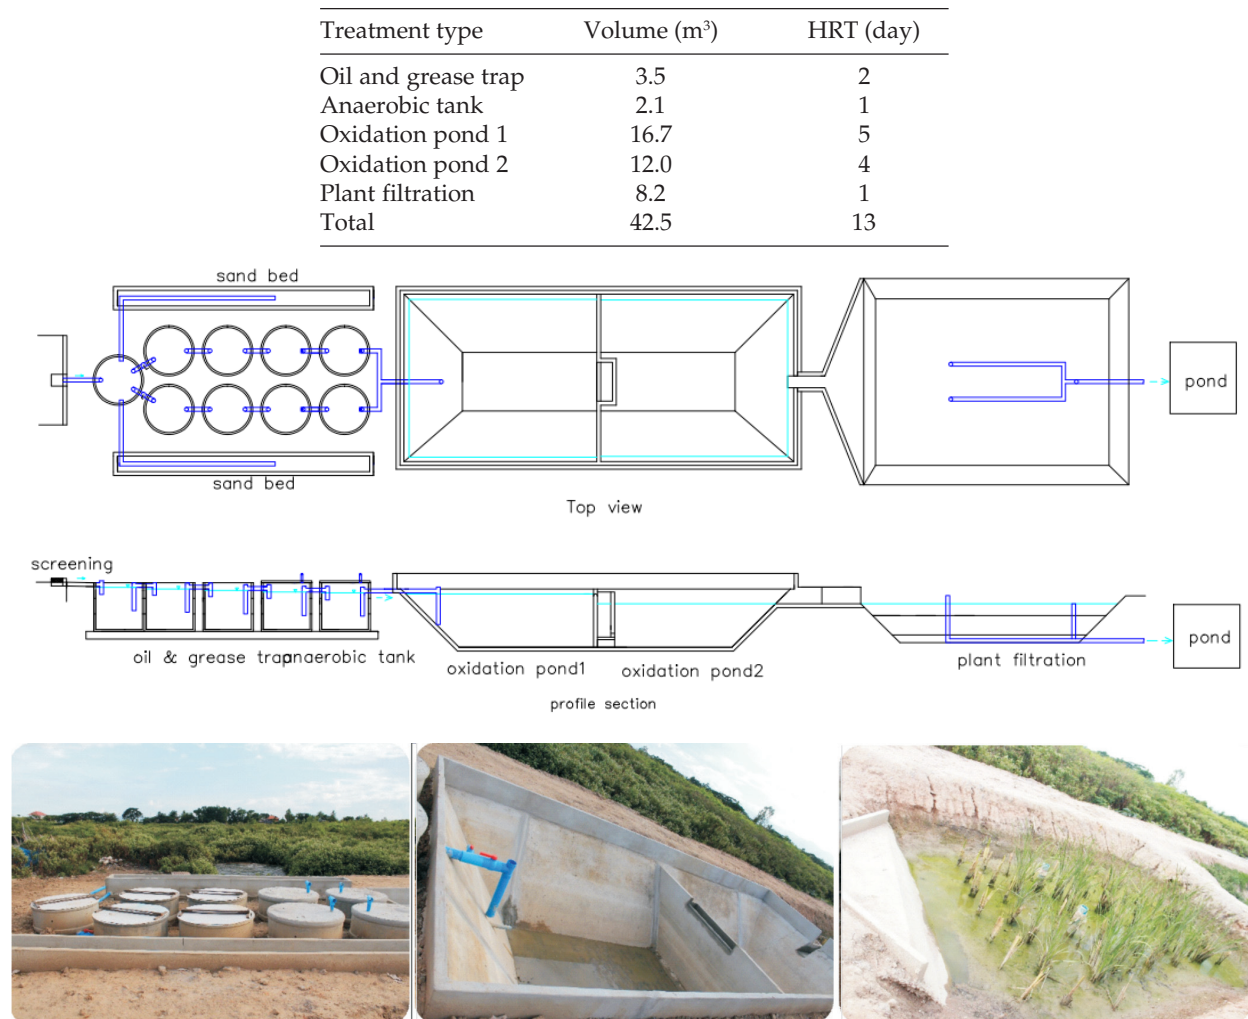 Treatment type Volume (m³) HRT (day)
Oil and grease trap 3.5 2
Anaerobic tank 2.1 1
Oxidation pond 1 16.7 5
Oxidation pond 2 12.0 4
Plant filtration 8.2 1
Total 42.5 13
sand bed
pond
sand bed
Top view
screening
oil & grease trap anaerobic tank
oxidation pond1 oxidation pond2
plant filtration
pond
profile section